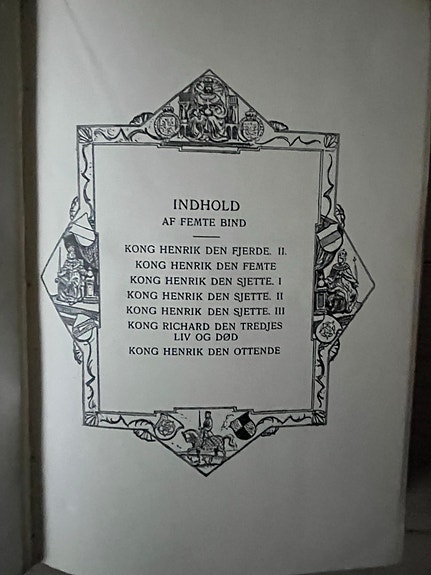 INDHOLD
AF FEMTE BIND
KONG HENRIK DEN FJERDE. II.
KONG HENRIK DEN FEMTE
KONG HENRIK DEN SJETTE. I
KONG HENRIK DEN SJETTE. II
KONG HENRIK DEN SJETTE. III
KONG RICHARD DEN TREDJES
LIV OG DØD
KONG HENRIK DEN OTTENDE